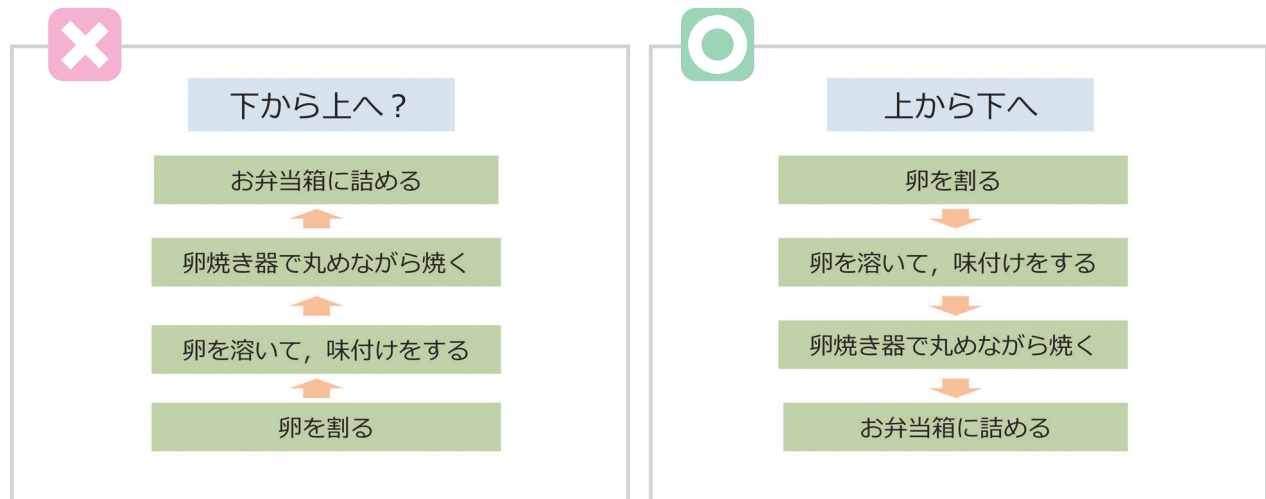 下から上へ？
お弁当箱に詰める
卵焼き器で丸めながら焼く
卵を溶いて，味付けをする
卵を割る
上から下へ
卵を割る
卵を溶いて，味付けをする
卵焼き器で丸めながら焼く
お弁当箱に詰める